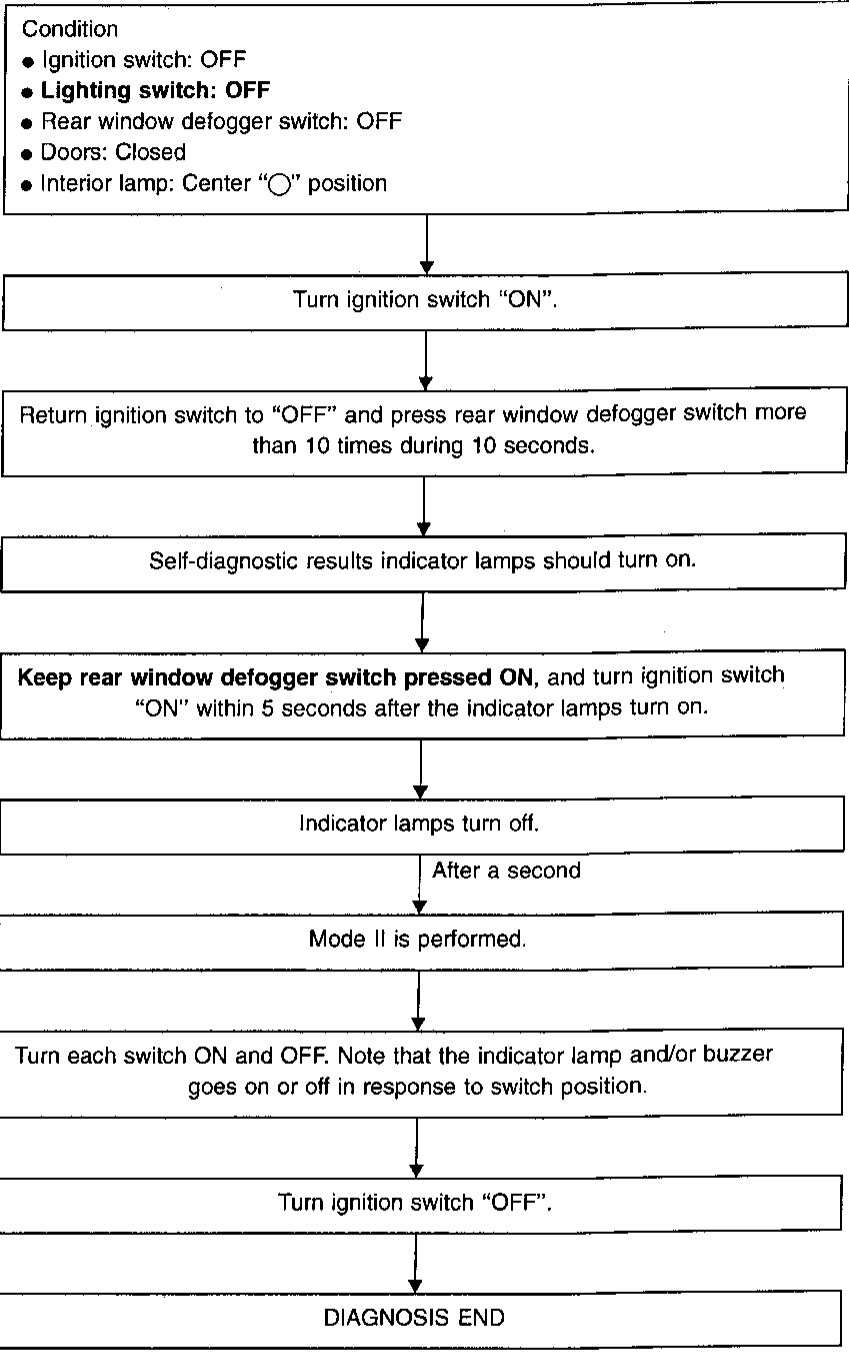 Condition
● Ignition switch: OFF
● Lighting switch: OFF
● Rear window defogger switch: OFF
● Doors: Closed
● Interior lamp: Center “○” position
Turn ignition switch “ON”.
Return ignition switch to “OFF” and press rear window defogger switch more
than 10 times during 10 seconds.
Self-diagnostic results indicator lamps should turn on.
Keep rear window defogger switch pressed ON, and turn ignition switch
“ON” within 5 seconds after the indicator lamps turn on.
Indicator lamps turn off.
After a second
Mode II is performed.
Turn each switch ON and OFF. Note that the indicator lamp and/or buzzer
goes on or off in response to switch position.
Turn ignition switch “OFF”.
DIAGNOSIS END